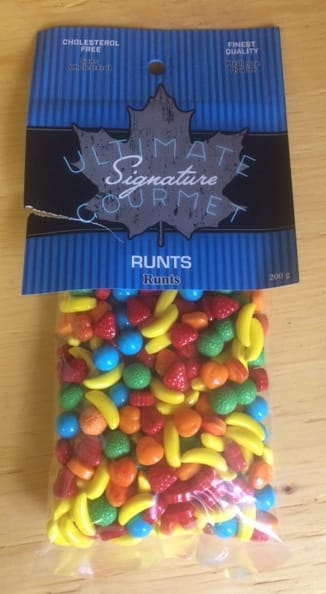 CHOLESTEROL
FREE
FINEST
QUALITY
ULTIMATE
Signature
GOURMET
RUNTS
Runts
200 g